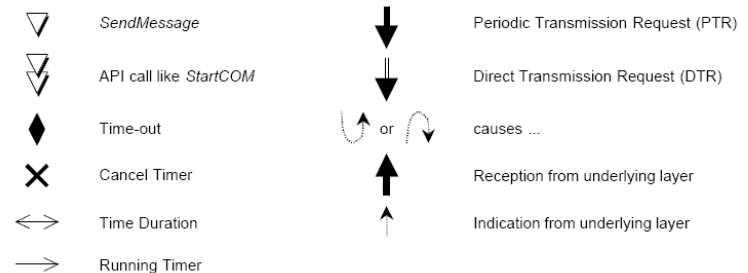 SendMessage
Periodic Transmission Request (PTR)
API call like StartCOM
Direct Transmission Request (DTR)
Time-out
or
causes ...
Cancel Timer
Reception from underlying layer
Time Duration
Indication from underlying layer
Running Timer